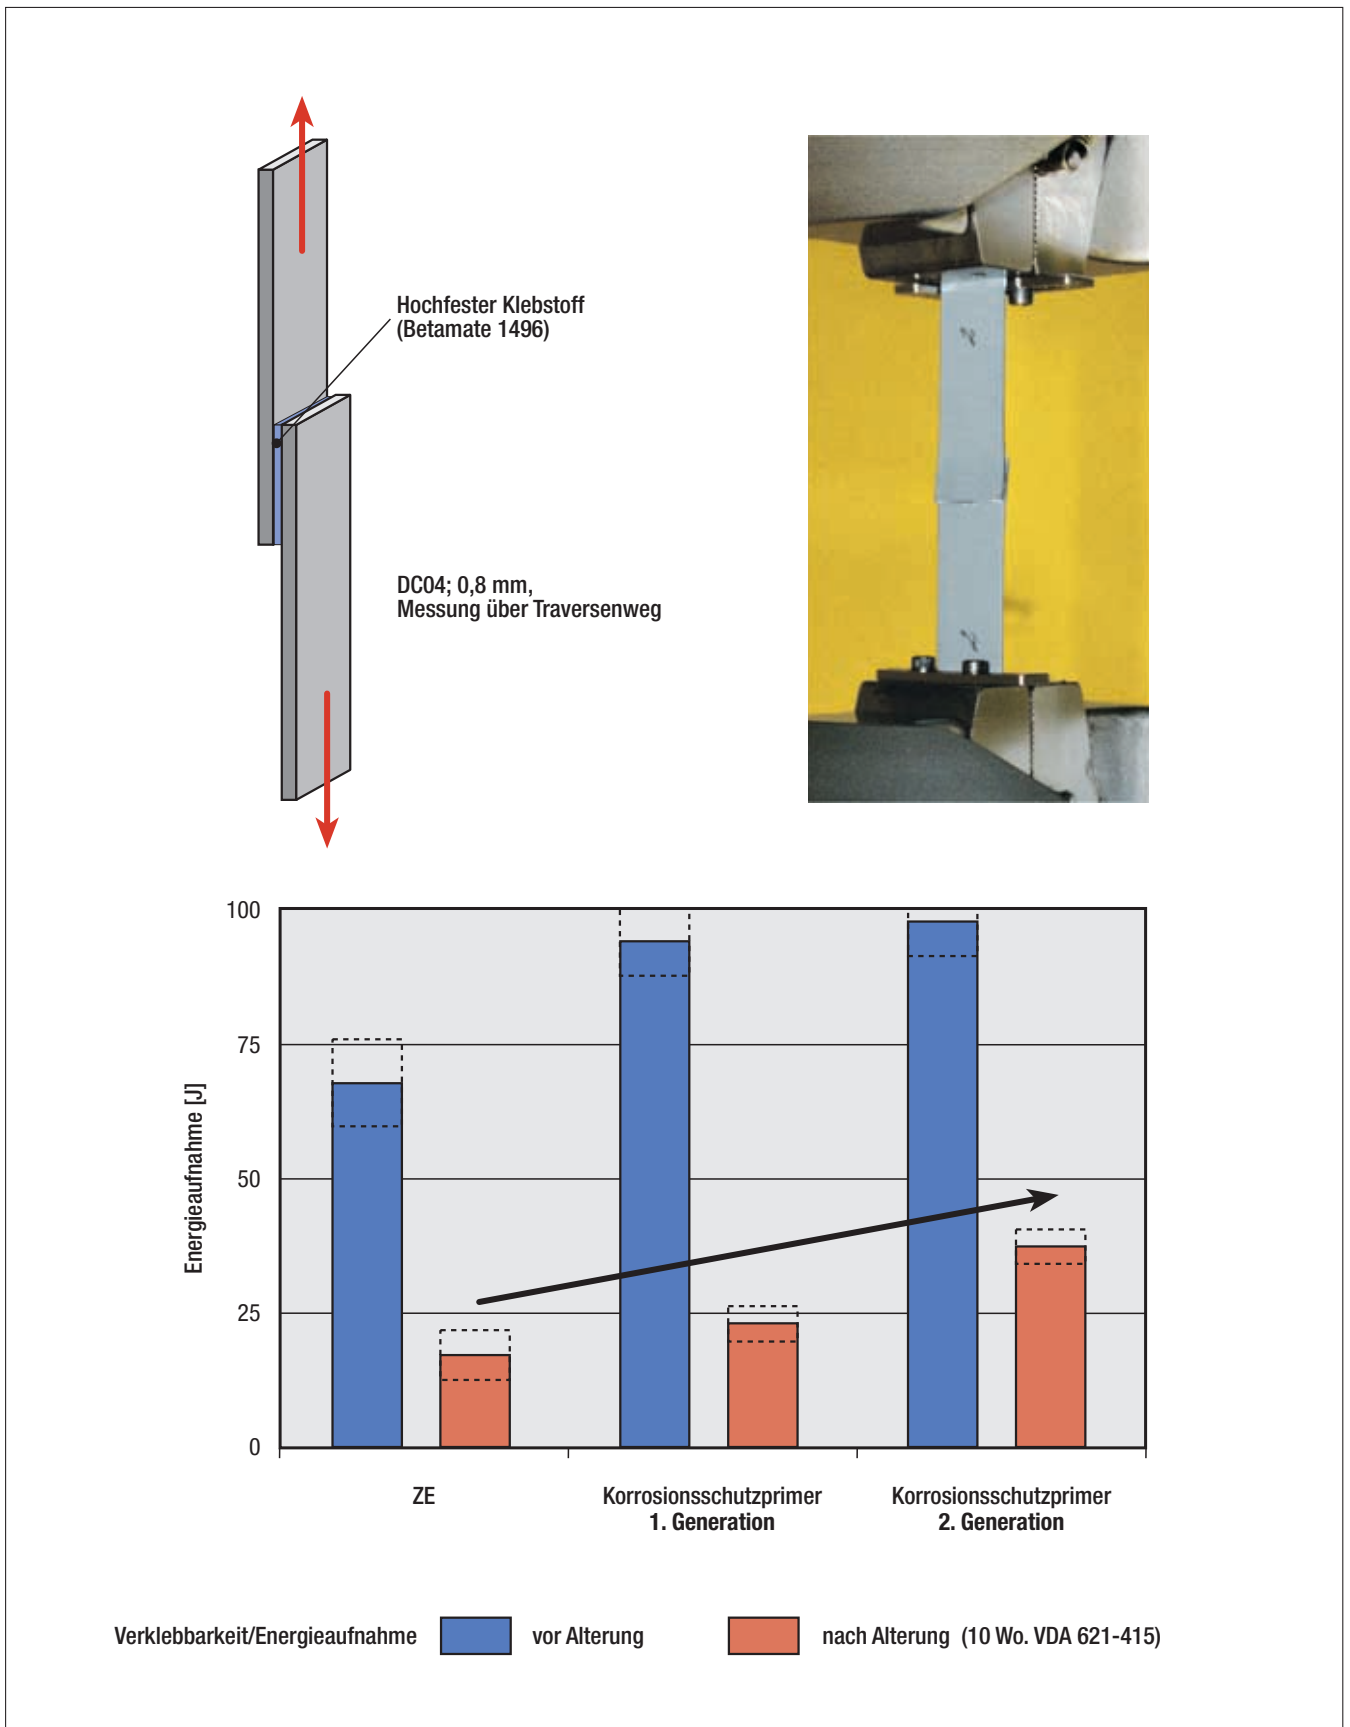 Hochfester Klebstoff
(Betamate 1496)
DC04; 0,8 mm,
Messung über Traversenweg
100
75
50
25
0
Energieaufnahme [J]
ZE
Korrosionsschutzprimer
1. Generation
Korrosionsschutzprimer
2. Generation
Verklebbarkeit/Energieaufnahme
vor Alterung
nach Alterung (10 Wo. VDA 621-415)